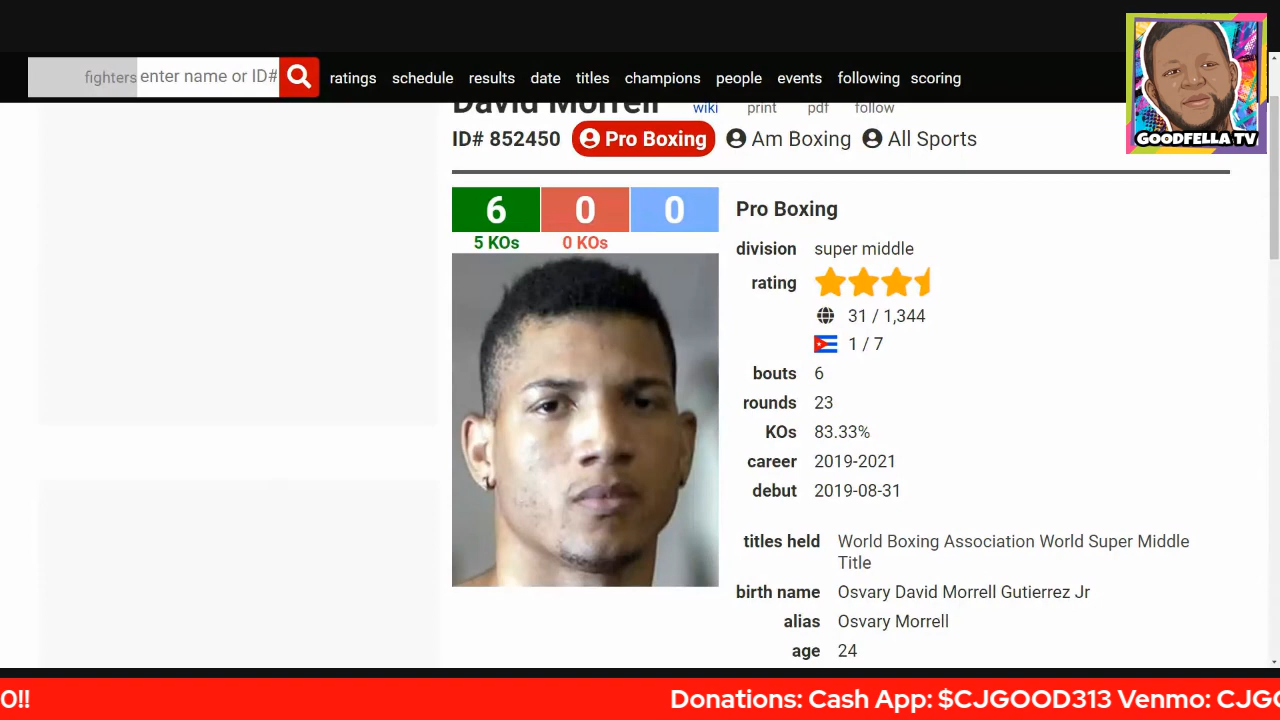 fighters enter name or ID# ratings schedule results date titles champions people events following scoring
David Morrell wiki print pdf follow
ID# 852450 Pro Boxing Am Boxing All Sports
GOODFELLA TV
6 0 0
5 KOs 0 KOs
Pro Boxing
division super middle
rating
31 / 1,344
1 / 7
bouts 6
rounds 23
KOs 83.33%
career 2019-2021
debut 2019-08-31
titles held World Boxing Association World Super Middle
Title
birth name Osvary David Morrell Gutierrez Jr
alias Osvary Morrell
age 24
0!! Donations: Cash App: $CJGOOD313 Venmo: CJGO